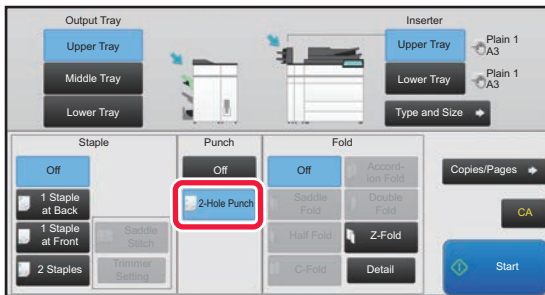 Output Tray
Inserter
Upper Tray
Middle Tray
Lower Tray
Upper Tray
Plain 1
A3
Lower Tray
Plain 1
A3
Type and Size
Staple
Punch
Fold
Off
1 Staple
at Back
1 Staple
at Front
2 Staples
Saddle
Stitch
Trimmer
Setting
Off
2-Hole Punch
Off
Accord-
ion Fold
Saddle
Fold
Double
Fold
Half Fold
Z-Fold
C-Fold
Detail
Copies/Pages
CA
Start